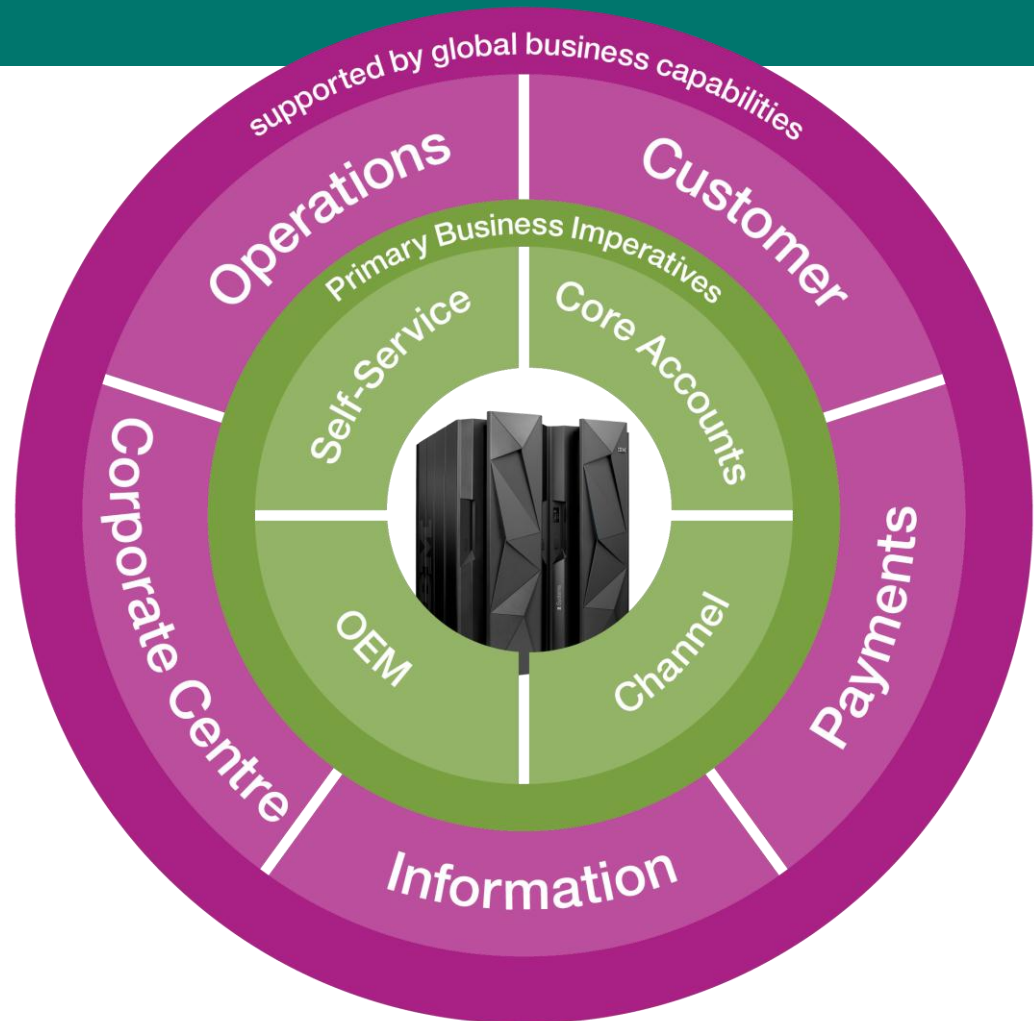 supported by global business capabilities
Operations
Customer
Primary Business Imperatives
Self-Service
Core Accounts
Corporate Centre
Payments
OEM
Channel
Information